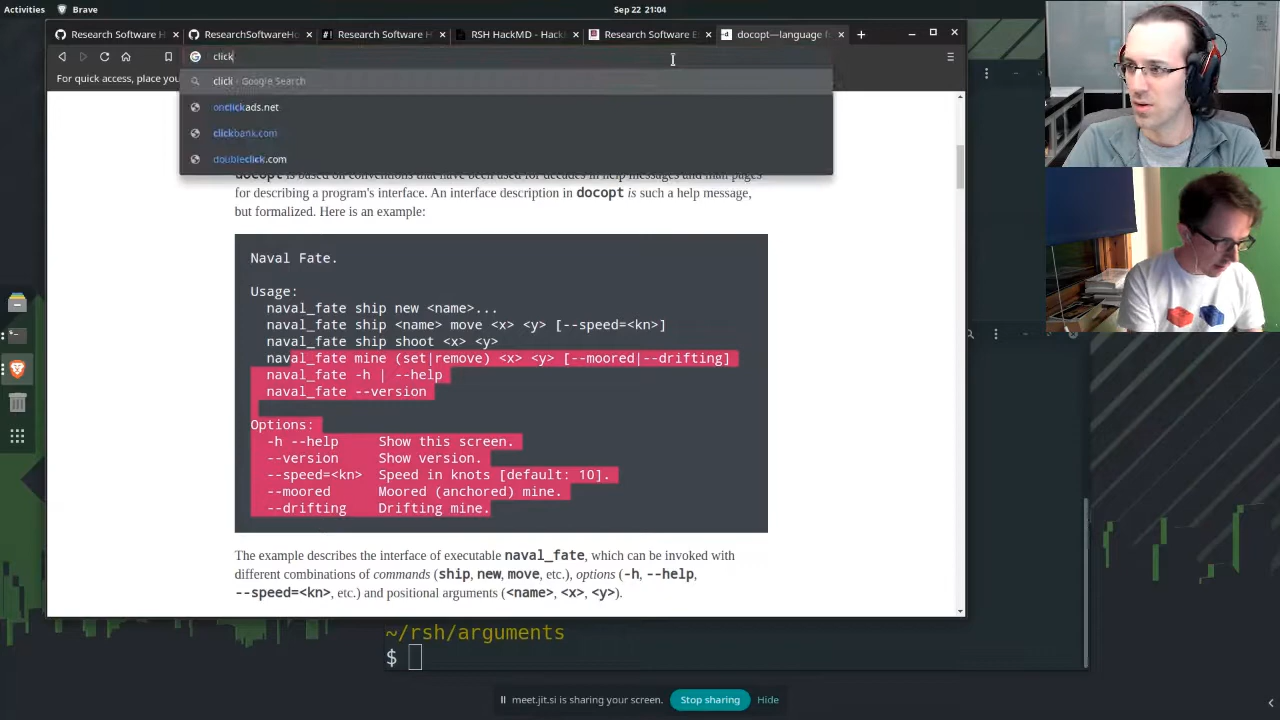 Activities Brave Sep 22 21:04
Research Software H ResearchSoftwareHo Research Software H RSH HackMD - Hack Research Software E docopt—language f
click
For quick access, place you
click - Google Search
onclickads.net
clickbank.com
doubleclick.com
docopt is based on conventions that have been used for decades in help messages and man pages
for describing a program's interface. An interface description in docopt is such a help message,
but formalized. Here is an example:
Naval Fate.
Usage:
naval_fate ship new <name>...
naval_fate ship <name> move <x> <y> [--speed=<kn>]
naval_fate ship shoot <x> <y>
naval_fate mine (set|remove) <x> <y> [--moored|--drifting]
naval_fate -h | --help
naval_fate --version
Options:
-h --help Show this screen.
--version Show version.
--speed=<kn> Speed in knots [default: 10].
--moored Moored (anchored) mine.
--drifting Drifting mine.
The example describes the interface of executable naval_fate, which can be invoked with
different combinations of commands (ship, new, move, etc.), options (-h, --help,
--speed=<kn>, etc.) and positional arguments (<name>, <x>, <y>).
~/rsh/arguments
$
meet.jit.si is sharing your screen. Stop sharing Hide